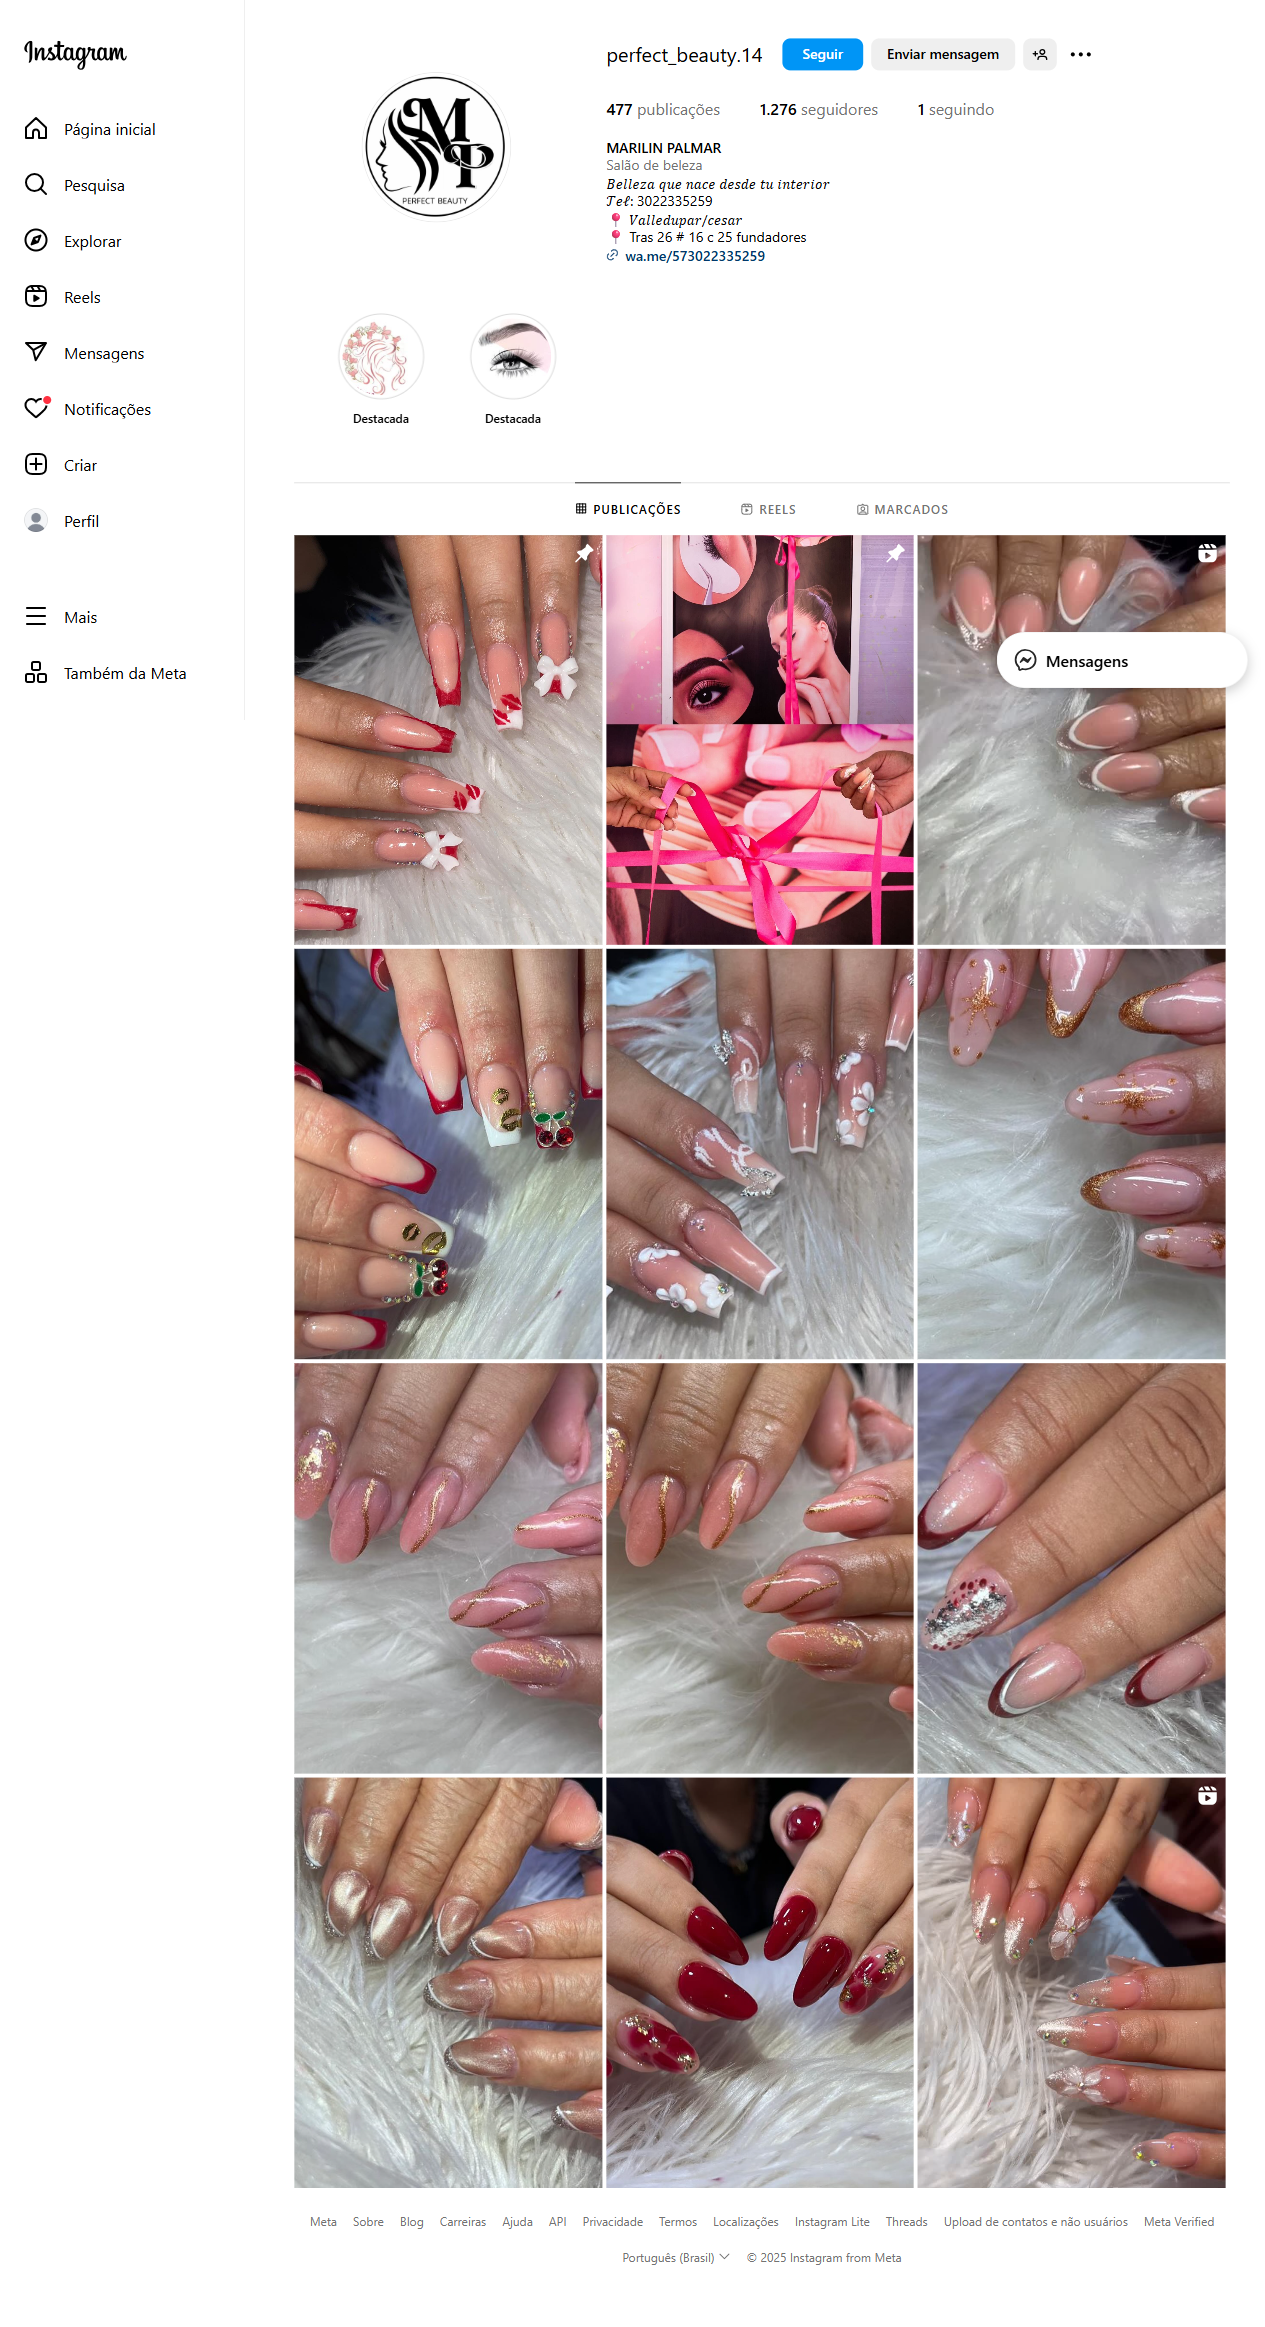 Instagram
Página inicial
Pesquisa
Explorar
Reels
Mensagens
Notificações
Criar
Perfil
Mais
Também da Meta
perfect_beauty.14 Seguir Enviar mensagem
477 publicações 1.276 seguidores 1 seguindo
MP
PERFECT BEAUTY
MARILIN PALMAR
Salão de beleza
𝐵𝑒𝑙𝑙𝑒𝑧𝑎 𝑞𝑢𝑒 𝑛𝑎𝑐𝑒 𝑑𝑒𝑠𝑑𝑒 𝑡𝑢 𝑖𝑛𝑡𝑒𝑟𝑖𝑜𝑟
𝒯ℯℓ: 3022335259
📍 𝑉𝑎𝑙𝑙𝑒𝑑𝑢𝑝𝑎𝑟/𝑐𝑒𝑠𝑎𝑟
📍 Tras 26 # 16 c 25 fundadores
wa.me/573022335259
Destacada Destacada
PUBLICAÇÕES REELS MARCADOS
Mensagens
Meta Sobre Blog Carreiras Ajuda API Privacidade Termos Localizações Instagram Lite Threads Upload de contatos e não usuários Meta Verified
Português (Brasil) © 2025 Instagram from Meta